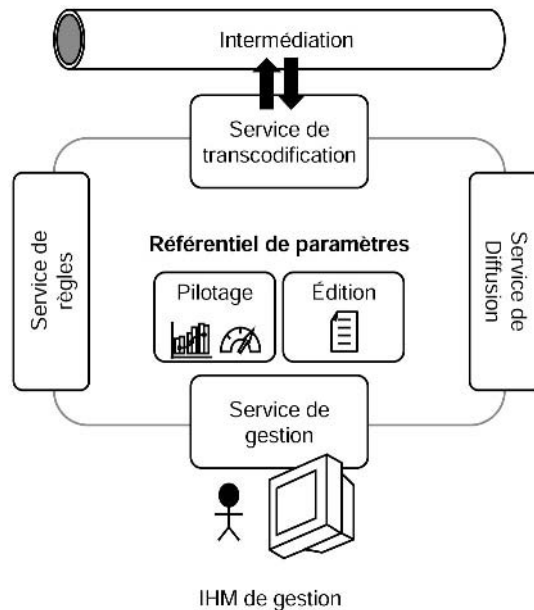 Intermédiation
Service de
transcodification
Service de
règles
Service de
Diffusion
Référentiel de paramètres
Pilotage
Édition
Service de
gestion
IHM de gestion